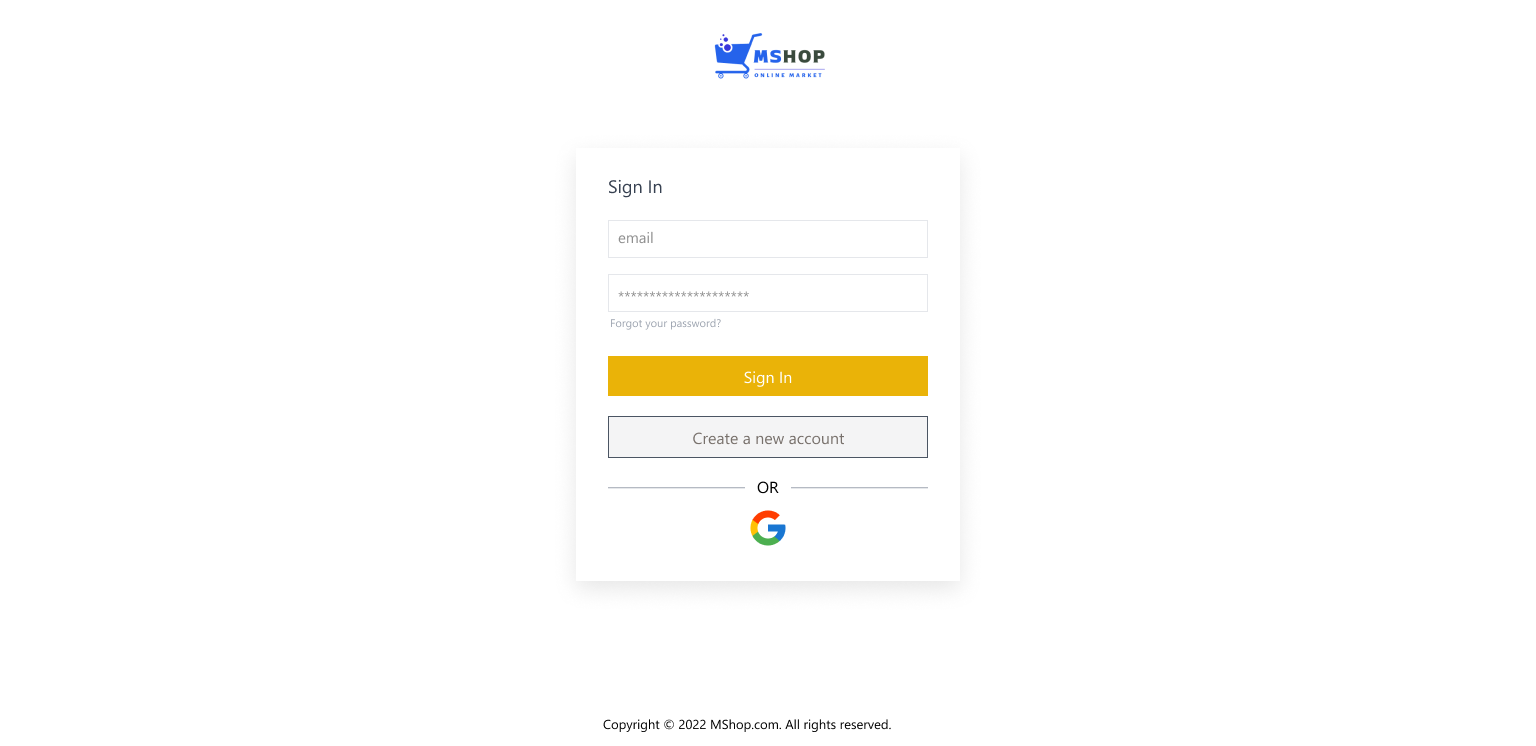 MSHOP
ONLINE MARKET
Sign In
email
*********************
Forgot your password?
Sign In
Create a new account
OR
Copyright © 2022 MShop.com. All rights reserved.